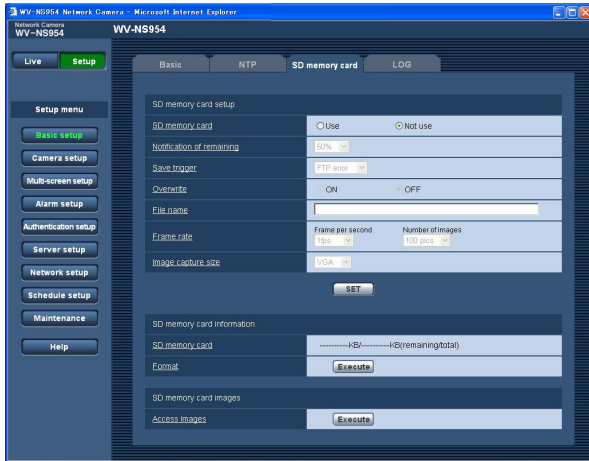 WV-NS954 Network Camera - Microsoft Internet Explorer
Network Camera
WV-NS954
WV-NS954
Live Setup
Basic NTP SD memory card LOG
Setup menu
Basic setup
Camera setup
Multi-screen setup
Alarm setup
Authentication setup
Server setup
Network setup
Schedule setup
Maintenance
Help
SD memory card setup
SD memory card Use Not use
Notification of remaining 50%
Save trigger FTP error
Overwrite ON OFF
File name
Frame rate Frame per second Number of images
1fps 100 pics
Image capture size VGA
SET
SD memory card information
SD memory card ----------KB/----------KB(remaining/total)
Format Execute
SD memory card images
Access images Execute